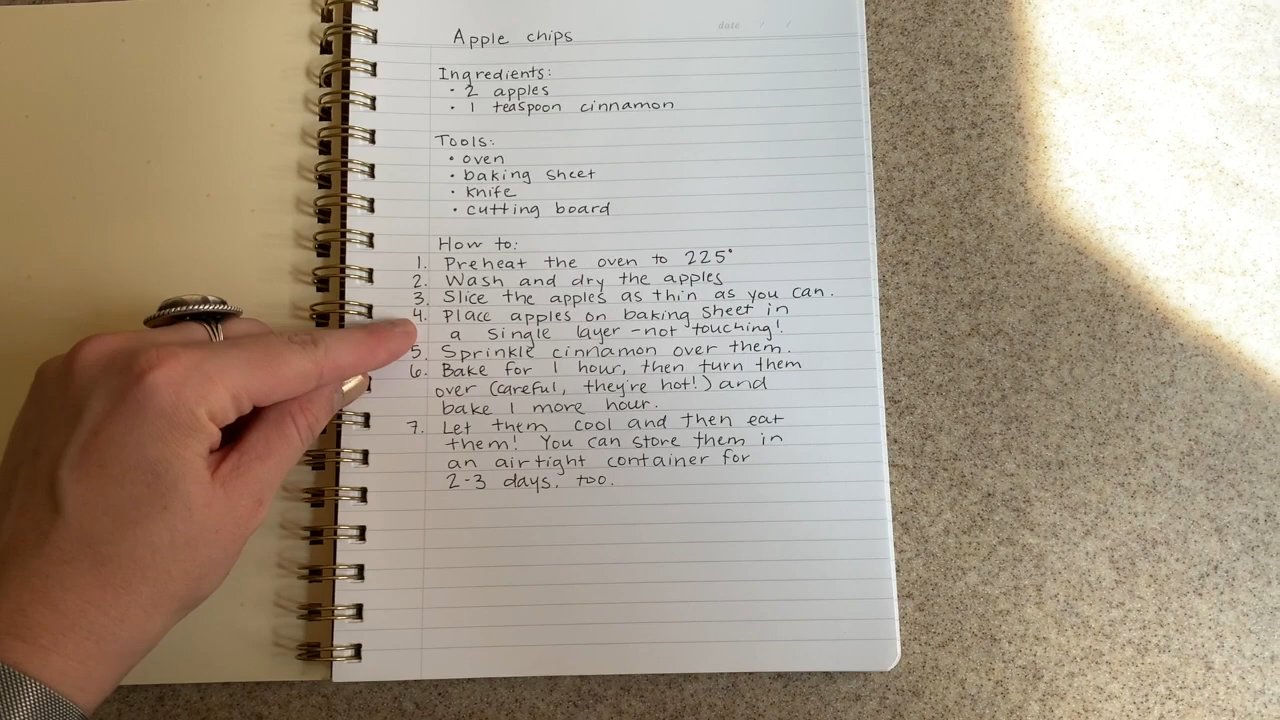 date / /
Apple chips
Ingredients:
· 2 apples
· 1 teaspoon cinnamon
Tools:
· oven
· baking sheet
· knife
· cutting board
How to:
1. Preheat the oven to 225°
2. Wash and dry the apples
3. Slice the apples as thin as you can.
4. Place apples on baking sheet in
a single layer - not touching!
5. Sprinkle cinnamon over them.
6. Bake for 1 hour, then turn them
over (careful, they're hot!) and
bake 1 more hour.
7. Let them cool and then eat
them! You can store them in
an airtight container for
2-3 days, too.